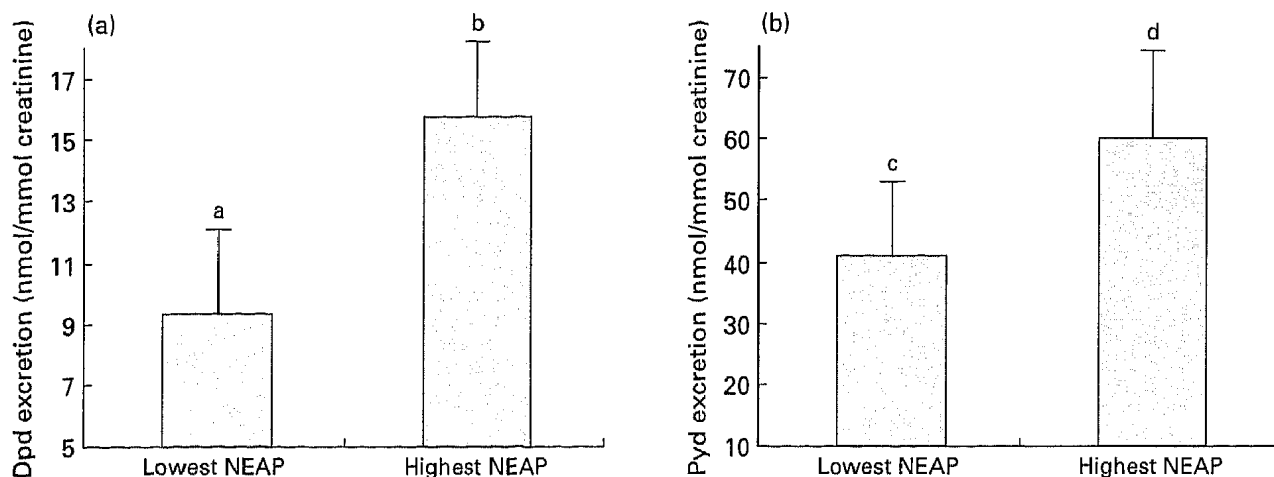 (a)
Dpd excretion (nmol/mmol creatinine)
17
15
13
11
9
7
5
a
b
Lowest NEAP
Highest NEAP
(b)
Pyd excretion (nmol/mmol creatinine)
70
60
50
40
30
20
10
c
d
Lowest NEAP
Highest NEAP